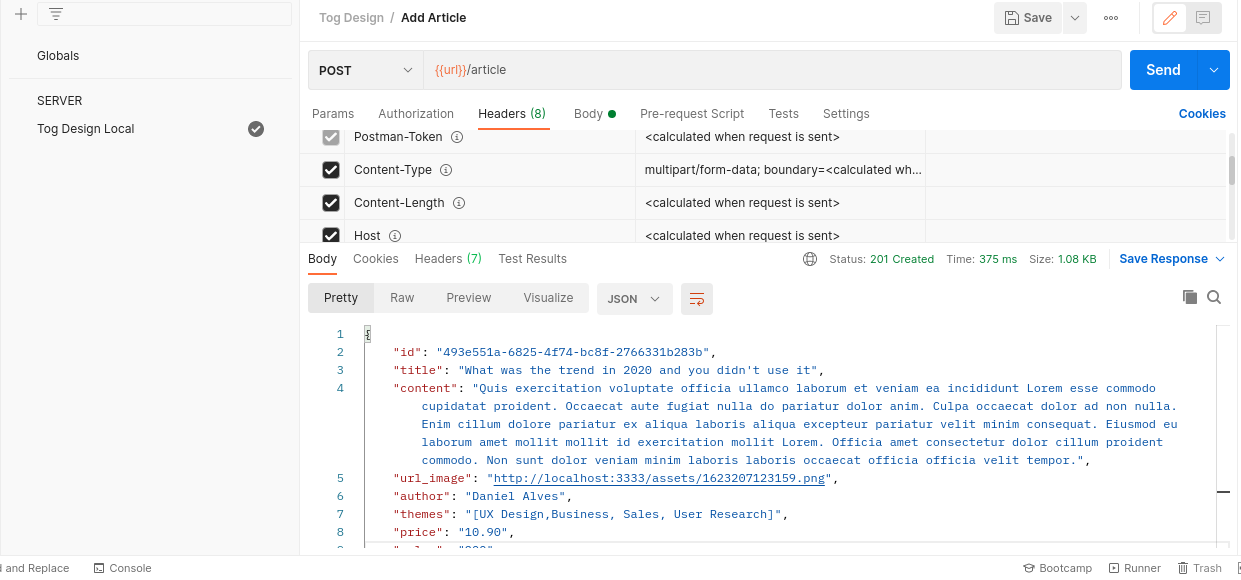 Tog Design / Add Article
Save
Globals
SERVER
Tog Design Local
POST
{{url}}/article
Send
Params Authorization Headers (8) Body Pre-request Script Tests Settings Cookies
Postman-Token <calculated when request is sent>
Content-Type multipart/form-data; boundary=<calculated wh...
Content-Length <calculated when request is sent>
Host <calculated when request is sent>
Body Cookies Headers (7) Test Results Status: 201 Created Time: 375 ms Size: 1.08 KB Save Response
Pretty Raw Preview Visualize JSON
1 {
2 "id": "493e551a-6825-4f74-bc8f-2766331b283b",
3 "title": "What was the trend in 2020 and you didn't use it",
4 "content": "Quis exercitation voluptate officia ullamco laborum et veniam ea incididunt Lorem esse commodo
cupidatat proident. Occaecat aute fugiat nulla do pariatur dolor anim. Culpa occaecat dolor ad non nulla.
Enim cillum dolore pariatur ex aliqua laboris aliqua excepteur pariatur velit minim consequat. Eiusmod eu
laborum amet mollit mollit id exercitation mollit Lorem. Officia amet consectetur dolor cillum proident
commodo. Non sunt dolor veniam minim laboris laboris occaecat officia officia velit tempor.",
5 "url_image": "http://localhost:3333/assets/1623207123159.png",
6 "author": "Daniel Alves",
7 "themes": "[UX Design,Business, Sales, User Research]",
8 "price": "10.90",
and Replace Console Bootcamp Runner Trash